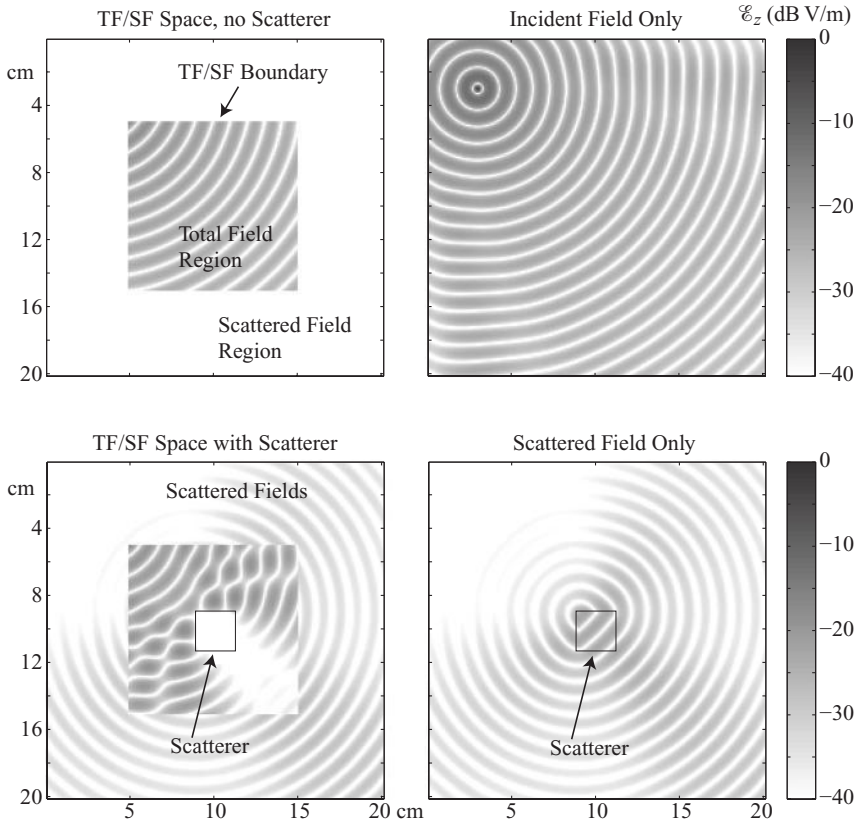 TF/SF Space, no Scatterer
Incident Field Only
ℰz (dB V/m)
cm
4
8
12
16
20
TF/SF Boundary
Total Field
Region
Scattered Field
Region
0
−10
−20
−30
−40
TF/SF Space with Scatterer
Scattered Field Only
cm
4
8
12
16
20
Scattered Fields
Scatterer
Scatterer
0
−10
−20
−30
−40
5
10
15
20
cm
5
10
15
20